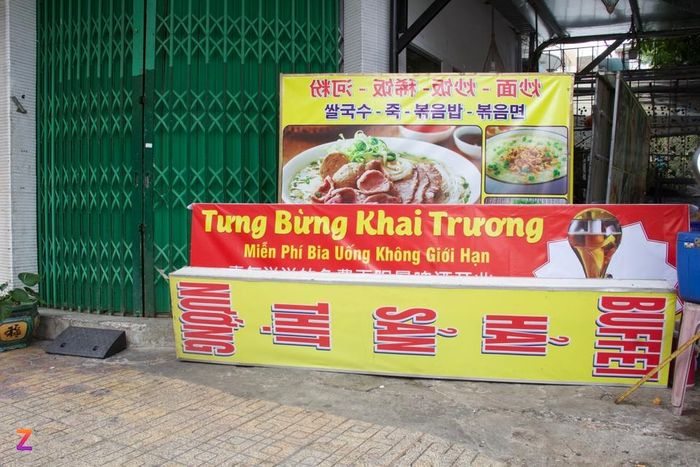 炒面 - 炒饭 - 稀饭 - 河粉
볶음면 - 볶음밥 - 죽 - 쌀국수
Tưng Bừng Khai Trương
Miễn Phí Bia Uống Không Giới Hạn
BUFFET
HẢI
SẢN
THỊT
NƯỚNG
Z